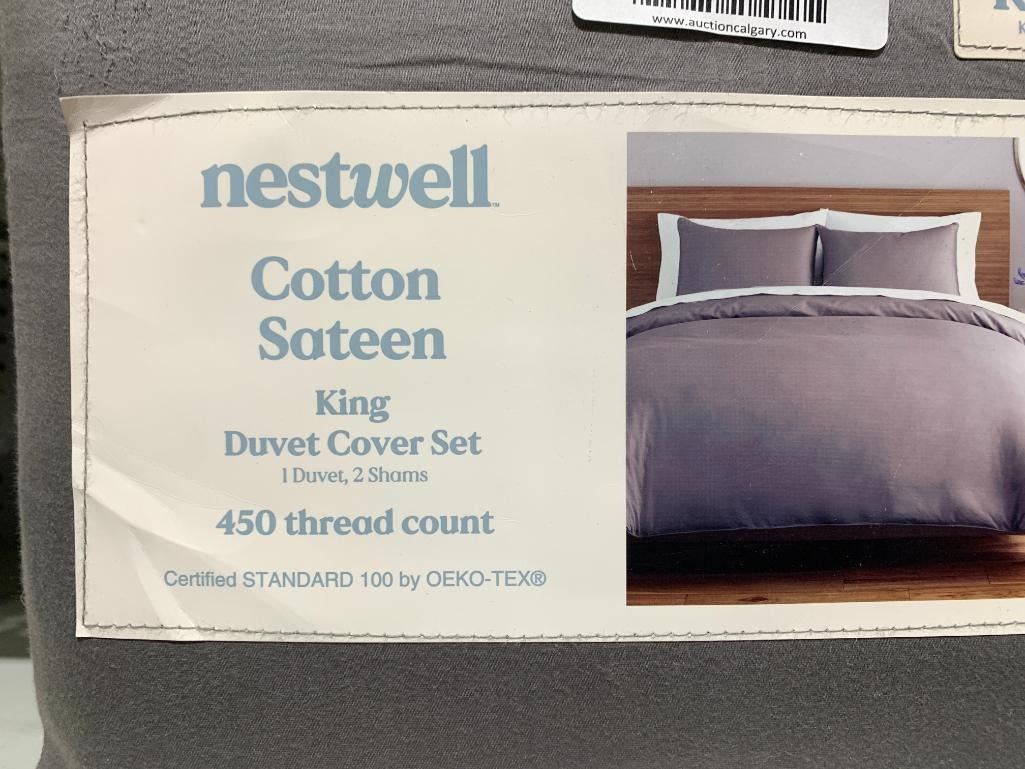 www.auctioncalgary.com
nestwell™
Cotton
Sateen
King
Duvet Cover Set
1 Duvet, 2 Shams
450 thread count
Certified STANDARD 100 by OEKO-TEX®